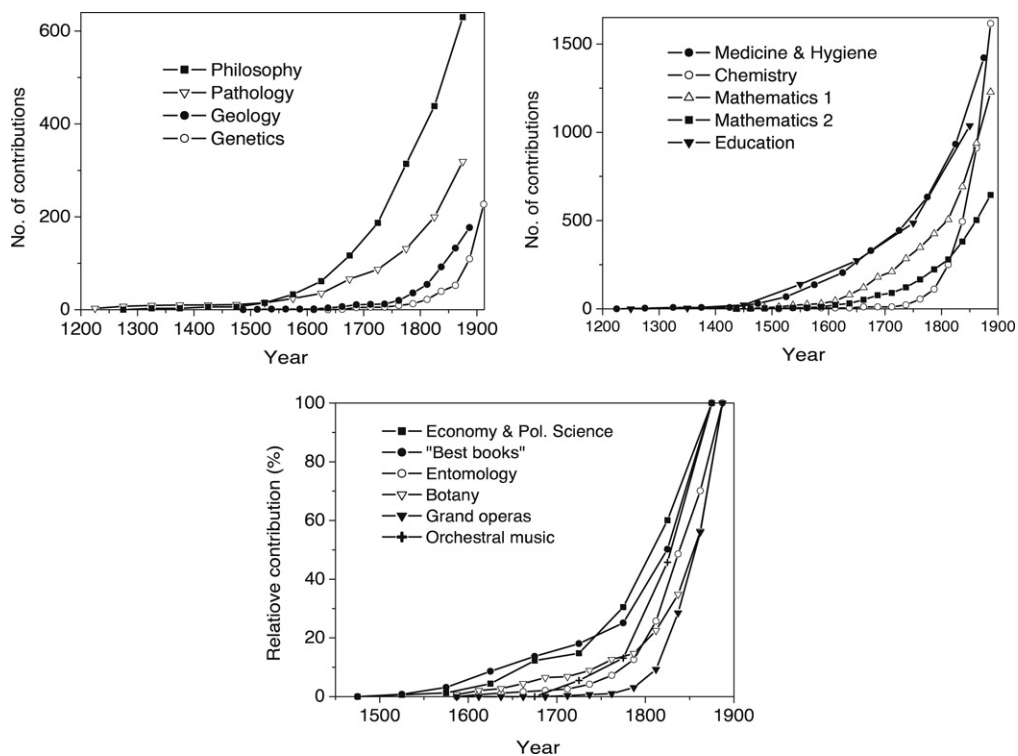 600
400
200
0
No. of contributions
Philosophy
Pathology
Geology
Genetics
1200 1300 1400 1500 1600 1700 1800 1900
Year
1500
1000
500
0
No. of contributions
Medicine & Hygiene
Chemistry
Mathematics 1
Mathematics 2
Education
1200 1300 1400 1500 1600 1700 1800 1900
Year
100
80
60
40
20
0
Relatiove contribution (%)
Economy & Pol. Science
"Best books"
Entomology
Botany
Grand operas
Orchestral music
1500 1600 1700 1800 1900
Year